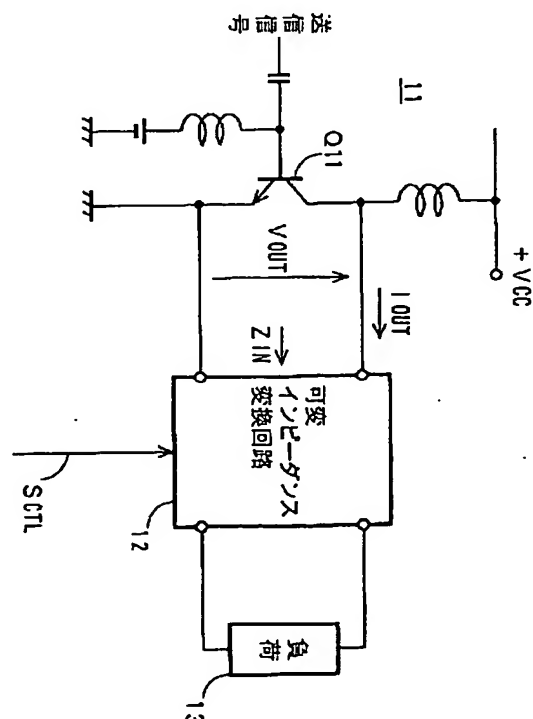 11
+VCC
送信信号
Q11
VOUT
IOUT
ZIN
可変
インピーダンス
変換回路
12
SCTL
負荷
13